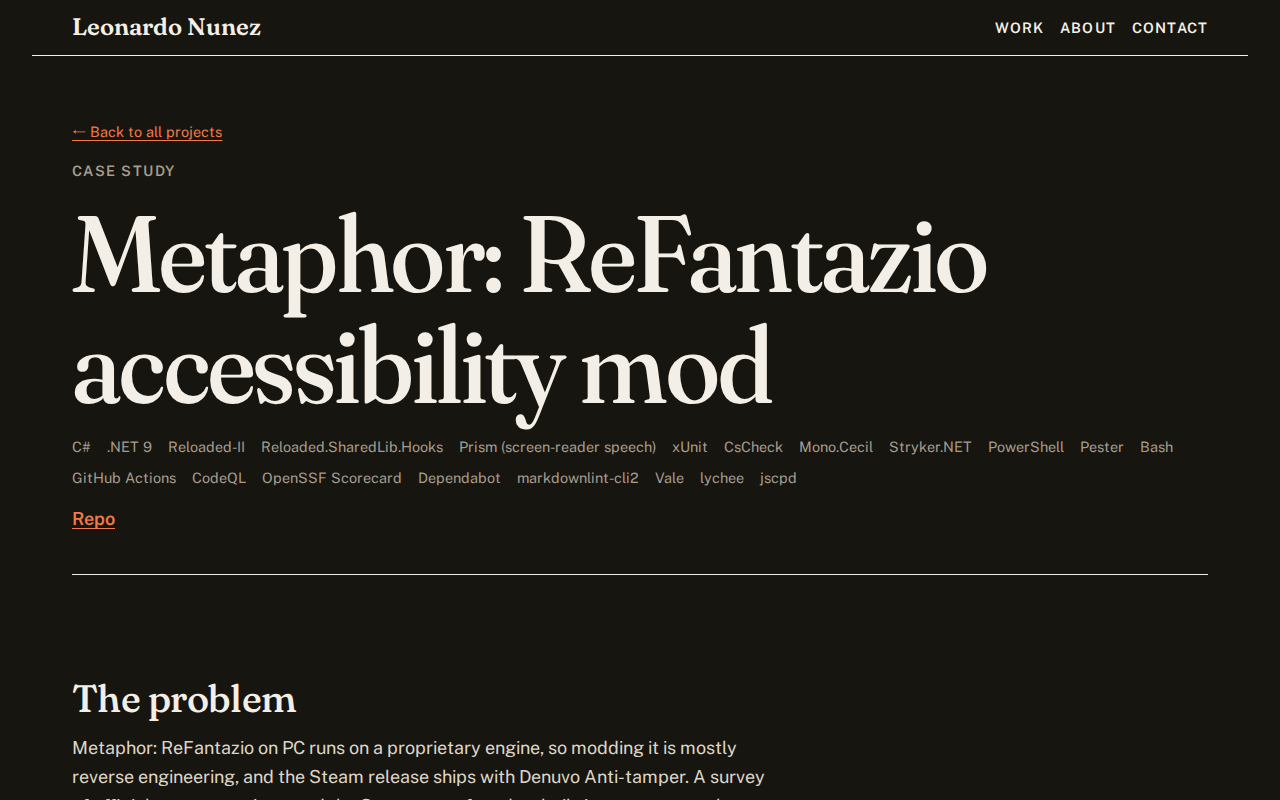 Leonardo Nunez
WORK ABOUT CONTACT
← Back to all projects
CASE STUDY
Metaphor: ReFantazio
accessibility mod
C# .NET 9 Reloaded-II Reloaded.SharedLib.Hooks Prism (screen-reader speech) xUnit CsCheck Mono.Cecil Stryker.NET PowerShell Pester Bash
GitHub Actions CodeQL OpenSSF Scorecard Dependabot markdownlint-cli2 Vale lychee jscpd
Repo
The problem
Metaphor: ReFantazio on PC runs on a proprietary engine, so modding it is mostly
reverse engineering, and the Steam release ships with Denuvo Anti-tamper. A survey